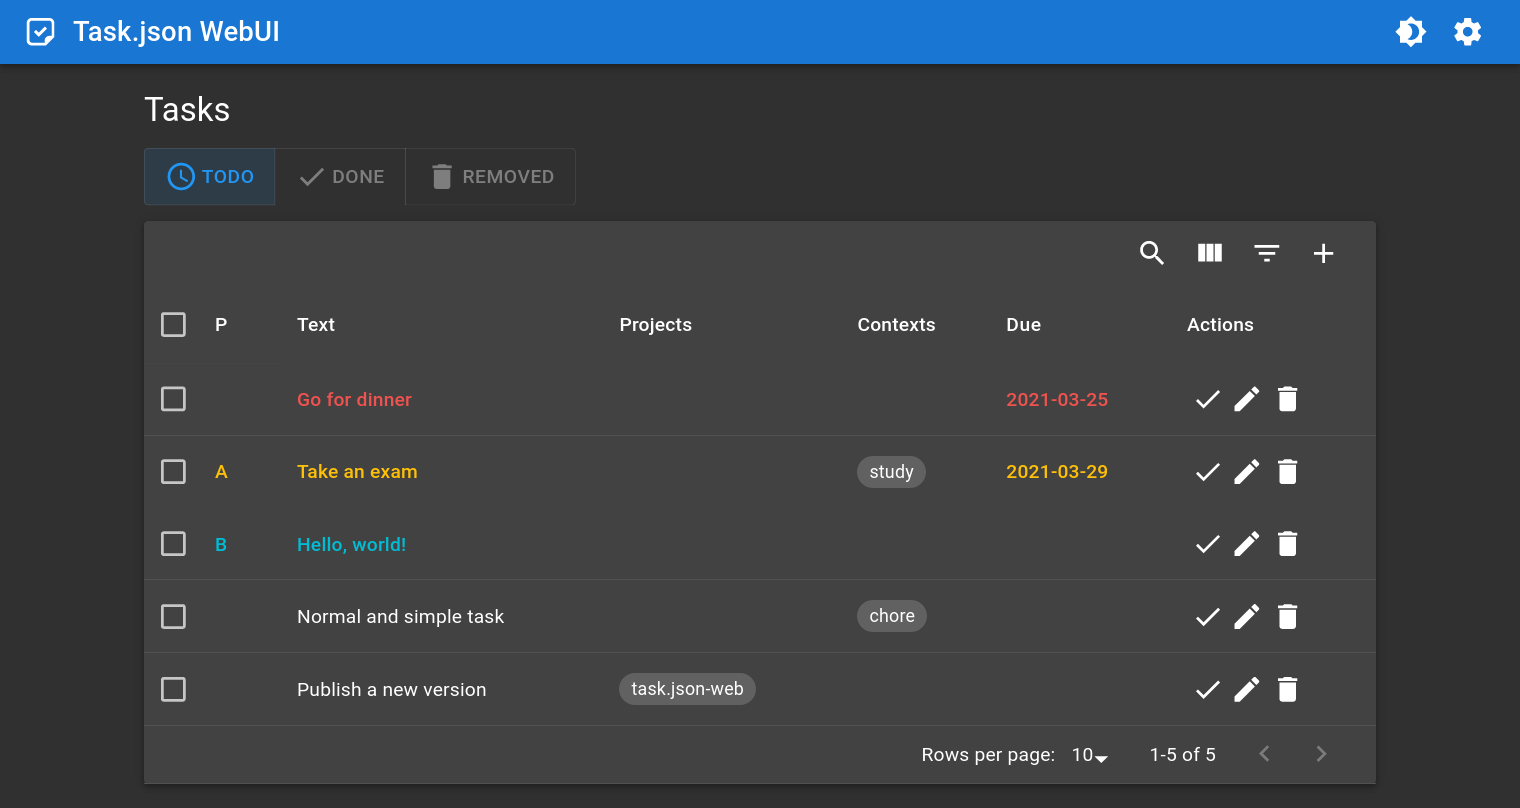 Task.json WebUI
Tasks
TODO DONE REMOVED
P Text Projects Contexts Due Actions
Go for dinner 2021-03-25
A Take an exam study 2021-03-29
B Hello, world!
Normal and simple task chore
Publish a new version task.json-web
Rows per page: 10 1-5 of 5